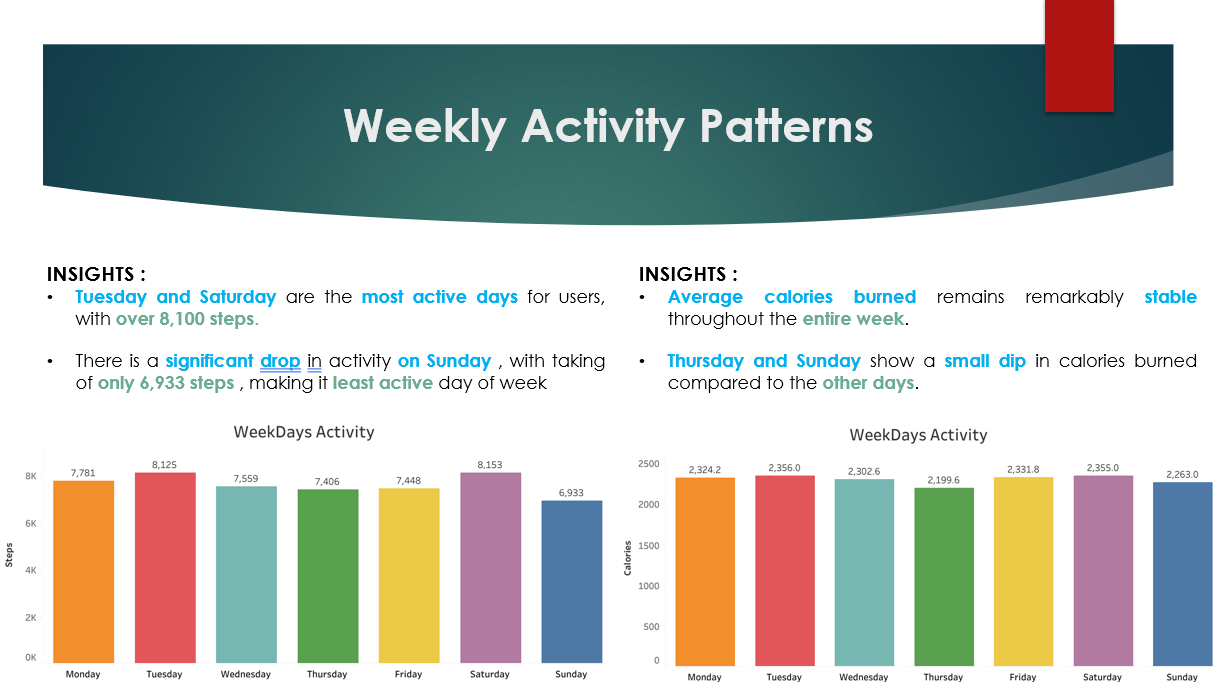 Weekly Activity Patterns
INSIGHTS :
• Tuesday and Saturday are the most active days for users,
with over 8,100 steps.
• There is a significant drop in activity on Sunday , with taking
of only 6,933 steps , making it least active day of week
INSIGHTS :
• Average calories burned remains remarkably stable
throughout the entire week.
• Thursday and Sunday show a small dip in calories burned
compared to the other days.
WeekDays Activity
Steps
8K
6K
4K
2K
0K
7,781
8,125
7,559
7,406
7,448
8,153
6,933
Monday Tuesday Wednesday Thursday Friday Saturday Sunday
WeekDays Activity
Calories
2500
2000
1500
1000
500
0
2,324.2
2,356.0
2,302.6
2,199.6
2,331.8
2,355.0
2,263.0
Monday Tuesday Wednesday Thursday Friday Saturday Sunday